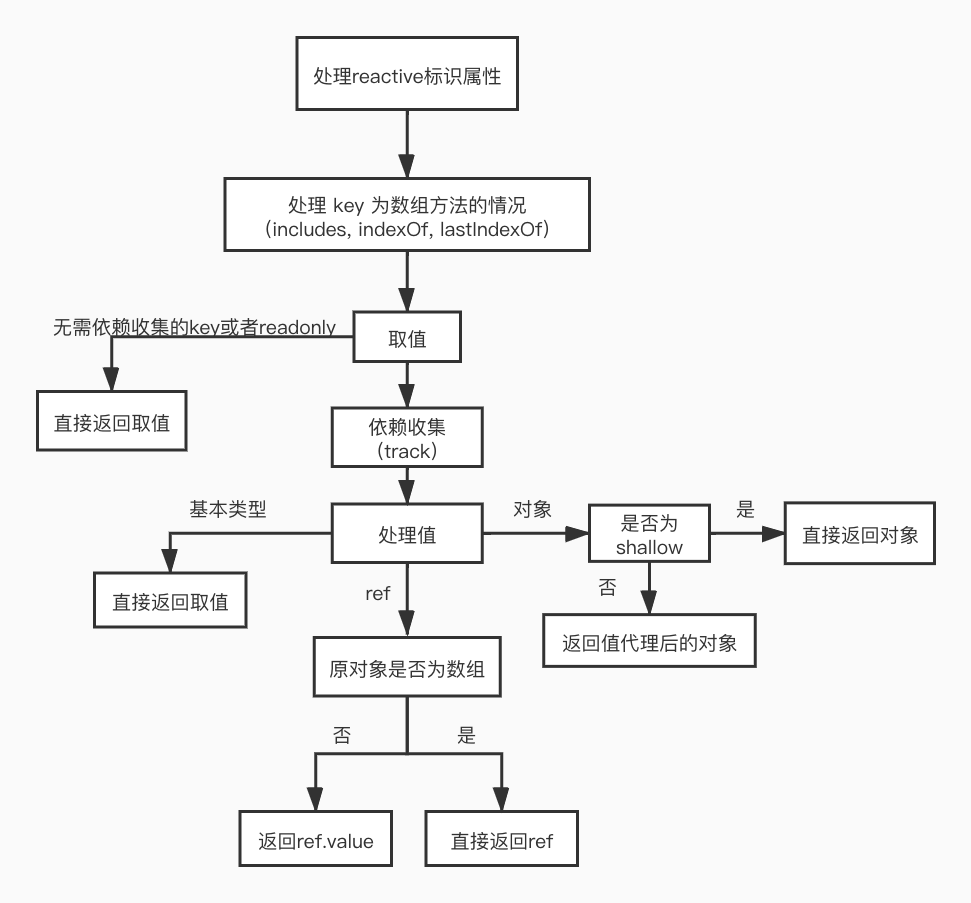 处理reactive标识属性
处理 key 为数组方法的情况
（includes, indexOf, lastIndexOf）
无需依赖收集的key或者readonly
取值
直接返回取值
依赖收集
（track）
基本类型
处理值
对象
是否为
shallow
是
直接返回对象
直接返回取值
ref
否
返回值代理后的对象
原对象是否为数组
否
是
返回ref.value
直接返回ref